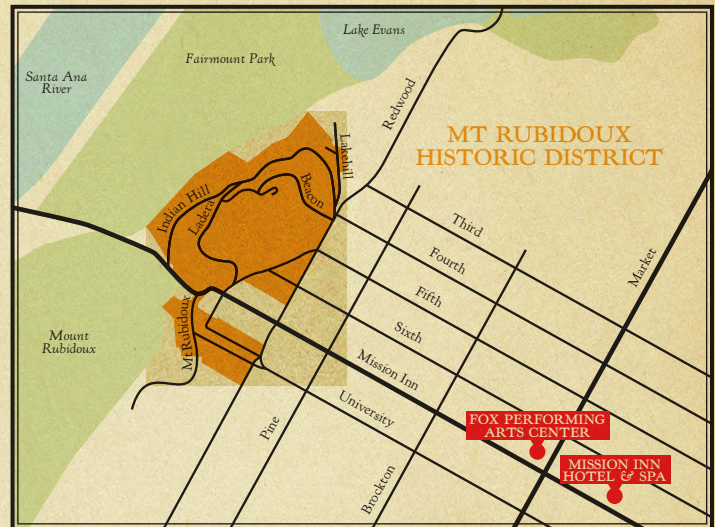 Lake Evans
Fairmount Park
Santa Ana
River
Redwood
MT RUBIDOUX
HISTORIC DISTRICT
Lakehill
Indian Hill
Beacon
Ladera
Third
Fourth
Market
Fifth
Mt Rubidoux
Sixth
Mount
Rubidoux
Mission Inn
University
Pine
FOX PERFORMING
ARTS CENTER
MISSION INN
HOTEL & SPA
Brockton